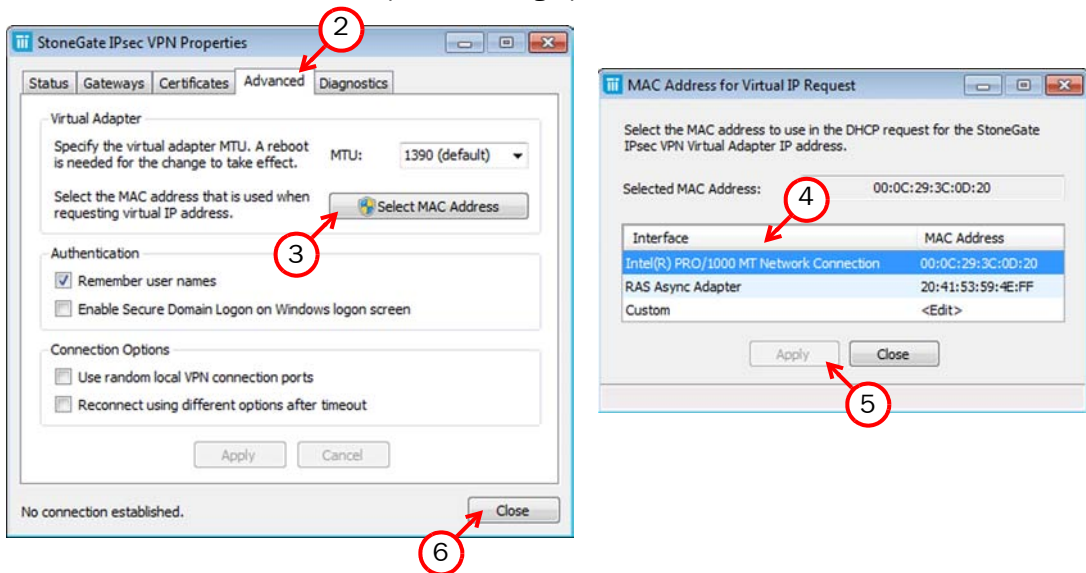 2
StoneGate IPsec VPN Properties
Status Gateways Certificates Advanced Diagnostics
Virtual Adapter
Specify the virtual adapter MTU. A reboot
is needed for the change to take effect.
MTU: 1390 (default)
Select the MAC address that is used when
requesting virtual IP address.
Select MAC Address
3
Authentication
Remember user names
Enable Secure Domain Logon on Windows logon screen
Connection Options
Use random local VPN connection ports
Reconnect using different options after timeout
Apply Cancel
No connection established.
Close
6
MAC Address for Virtual IP Request
Select the MAC address to use in the DHCP request for the StoneGate
IPsec VPN Virtual Adapter IP address.
Selected MAC Address: 00:0C:29:3C:0D:20
4
Interface MAC Address
Intel(R) PRO/1000 MT Network Connection 00:0C:29:3C:0D:20
RAS Async Adapter 20:41:53:59:4E:FF
Custom <Edit>
Apply Close
5